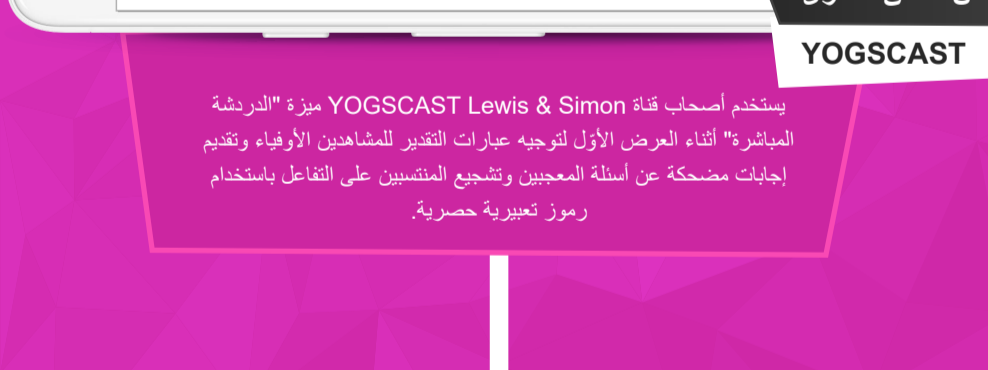 YOGSCAST
يستخدم أصحاب قناة YOGSCAST Lewis & Simon ميزة "الدردشة
المباشرة" أثناء العرض الأوّل لتوجيه عبارات التقدير للمشاهدين الأوفياء وتقديم
إجابات مضحكة عن أسئلة المعجبين وتشجيع المنتسبين على التفاعل باستخدام
رموز تعبيرية حصرية.